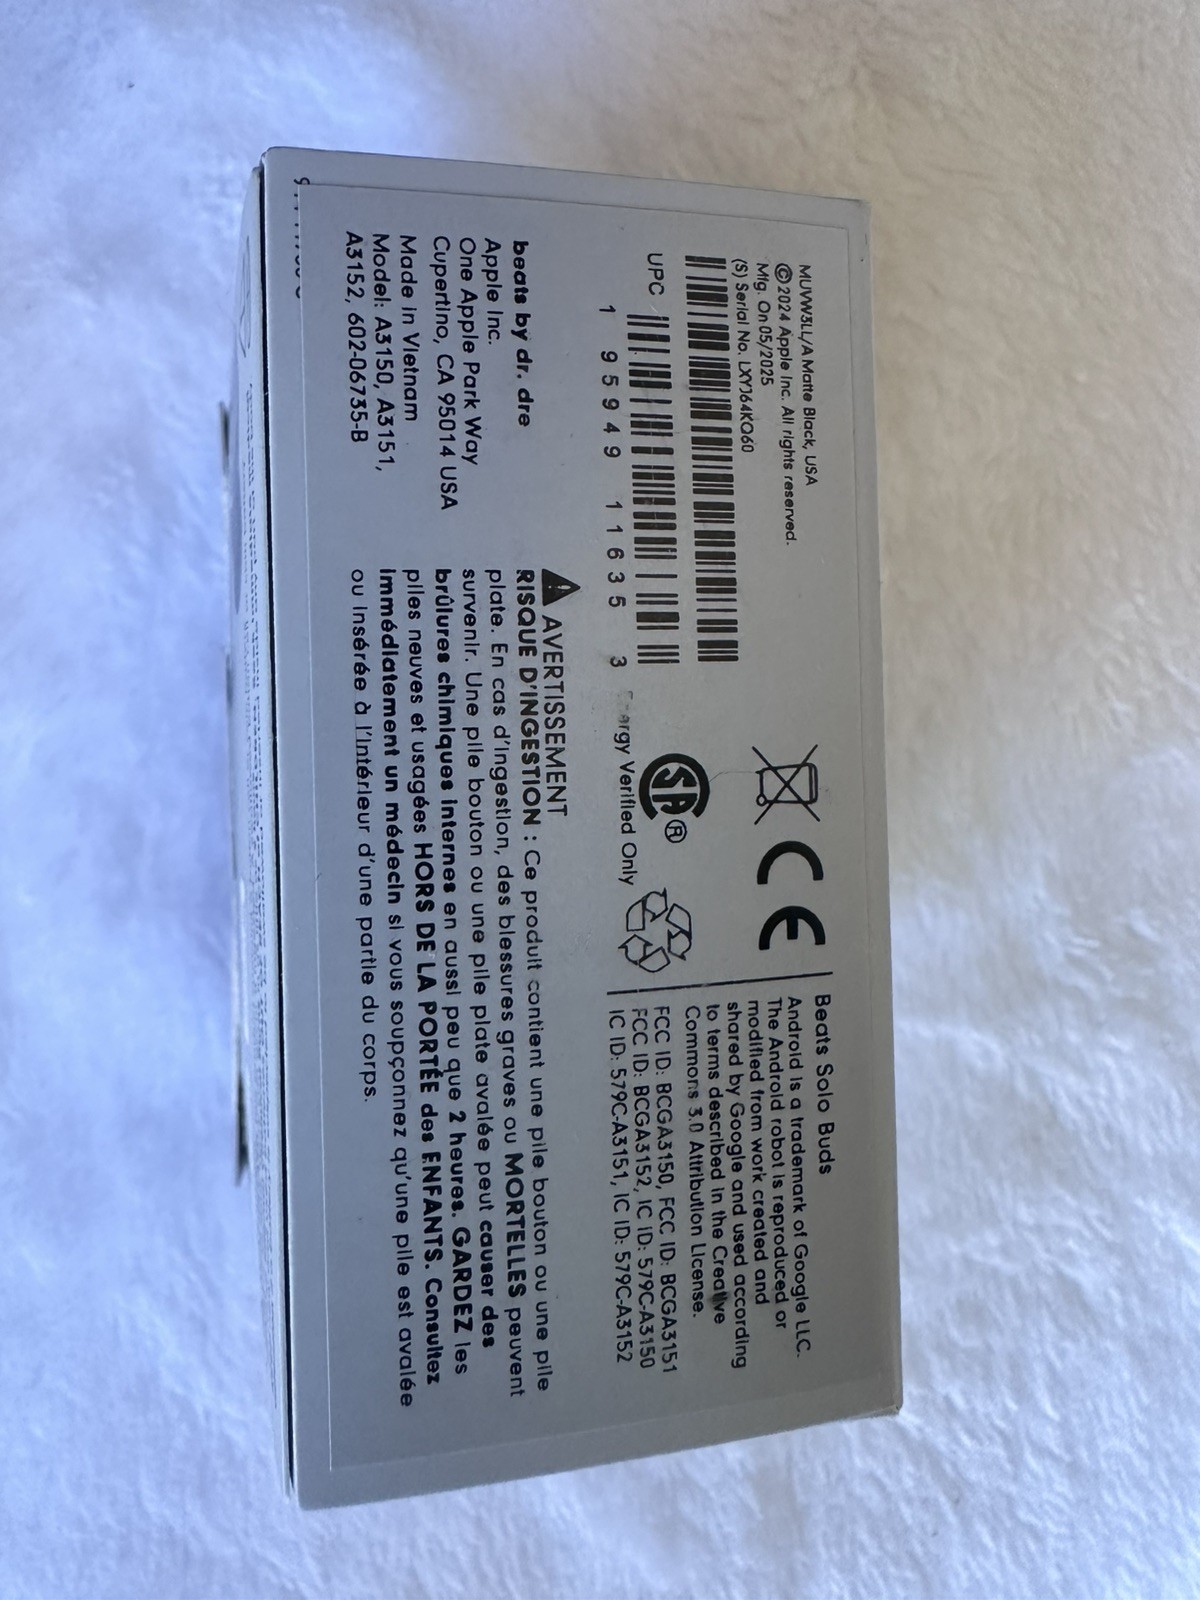 MUVW3LL/A Matte Black, USA
© 2024 Apple Inc. All rights reserved.
Mfg. On 05/2025
(S) Serial No. LXYJ64KQ60
UPC
1 95949 11635 3
SA®
Energy Verified Only
CE
Beats Solo Buds
Android is a trademark of Google LLC.
The Android robot is reproduced or
modified from work created and
shared by Google and used according
to terms described in the Creative
Commons 3.0 Attribution License.
FCC ID: BCGA3150, FCC ID: BCGA3151
FCC ID: BCGA3152, IC ID: 579C-A3150
IC ID: 579C-A3151, IC ID: 579C-A3152
beats by dr. dre
Apple Inc.
One Apple Park Way
Cupertino, CA 95014 USA
Made in Vietnam
Model: A3150, A3151,
A3152, 602-06735-B
AVERTISSEMENT
RISQUE D'INGESTION : Ce produit contient une pile bouton ou une pile
plate. En cas d'ingestion, des blessures graves ou MORTELLES peuvent
survenir. Une pile bouton ou une pile plate avalée peut causer des
brûlures chimiques internes en aussi peu que 2 heures. GARDEZ les
piles neuves et usagées HORS DE LA PORTÉE des ENFANTS. Consultez
immédiatement un médecin si vous soupçonnez qu'une pile est avalée
ou insérée à l'intérieur d'une partie du corps.